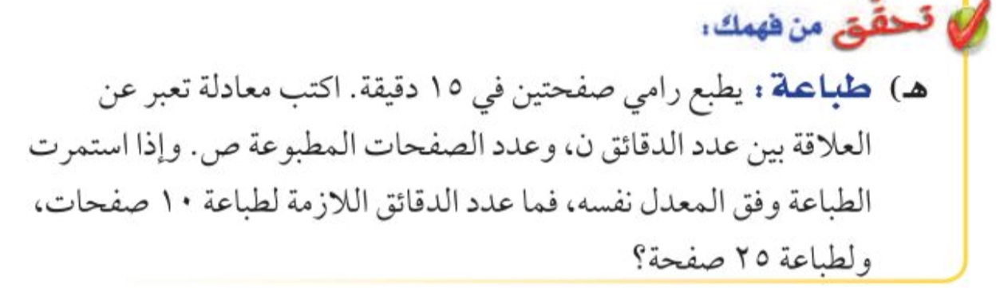 تحقق من فهمك:
هـ) طباعة: يطبع رامي صفحتين في ١٥ دقيقة. اكتب معادلة تعبر عن
العلاقة بين عدد الدقائق ن، وعدد الصفحات المطبوعة ص. وإذا استمرت
الطباعة وفق المعدل نفسه، فما عدد الدقائق اللازمة لطباعة ١٠ صفحات،
ولطباعة ٢٥ صفحة؟